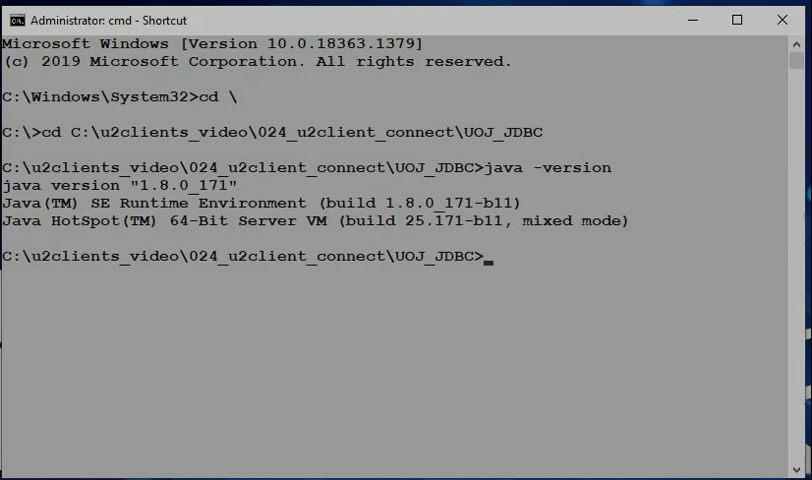 Administrator: cmd - Shortcut
Microsoft Windows [Version 10.0.18363.1379]
(c) 2019 Microsoft Corporation. All rights reserved.
C:\Windows\System32>cd \
C:\>cd C:\u2clients_video\024_u2client_connect\UOJ_JDBC
C:\u2clients_video\024_u2client_connect\UOJ_JDBC>java -version
java version "1.8.0_171"
Java(TM) SE Runtime Environment (build 1.8.0_171-b11)
Java HotSpot(TM) 64-Bit Server VM (build 25.171-b11, mixed mode)
C:\u2clients_video\024_u2client_connect\UOJ_JDBC>